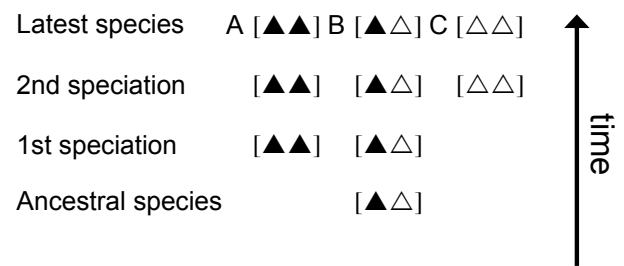 Latest species A [▲▲] B [▲△] C [△△]
2nd speciation [▲▲] [▲△] [△△]
1st speciation [▲▲] [▲△]
Ancestral species [▲△]
time